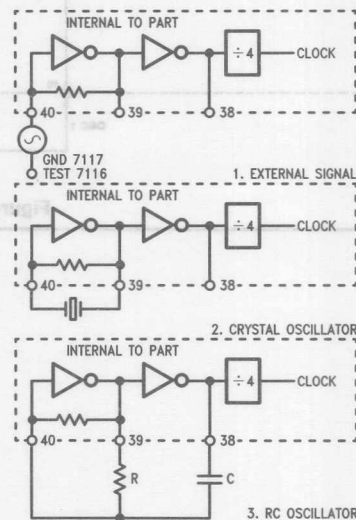 INTERNAL TO PART
÷4
CLOCK
40
39
38
GND 7117
TEST 7116
1. EXTERNAL SIGNAL
INTERNAL TO PART
÷4
CLOCK
40
39
38
2. CRYSTAL OSCILLATOR
INTERNAL TO PART
÷4
CLOCK
40
39
38
R
C
3. RC OSCILLATOR